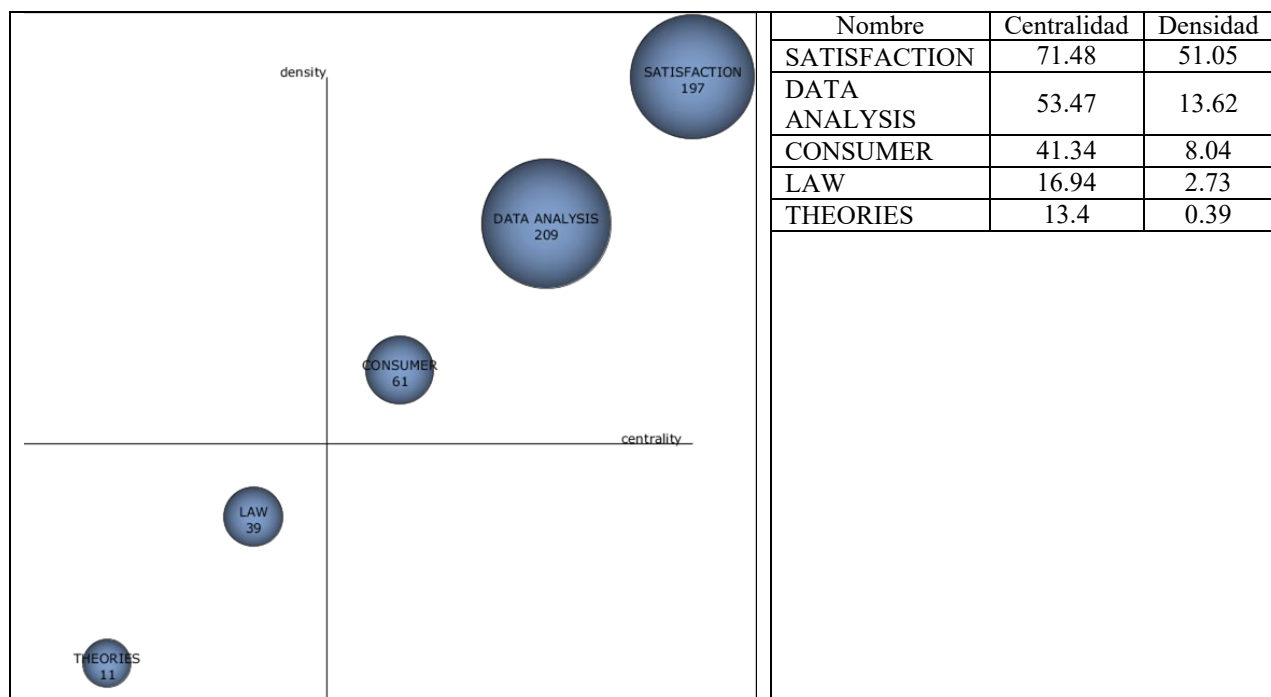 density
SATISFACTION
197
DATA ANALYSIS
209
CONSUMER
61
centrality
LAW
39
THEORIES
11
Nombre Centralidad Densidad
SATISFACTION 71.48 51.05
DATA
ANALYSIS 53.47 13.62
CONSUMER 41.34 8.04
LAW 16.94 2.73
THEORIES 13.4 0.39